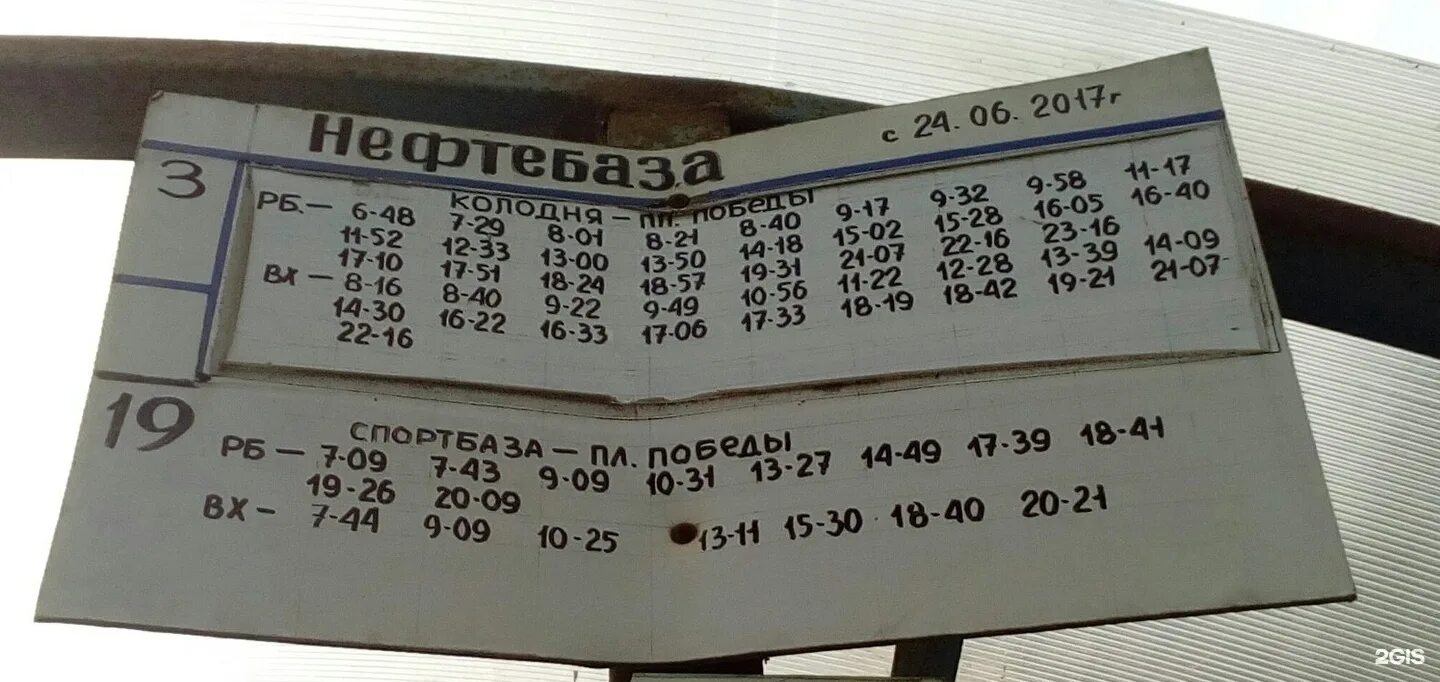 Нефтебаза
с 24.06.2017г
3
КОЛОДНЯ – ПЛ. ПОБЕДЫ
РБ.– 6-48 7-29 8-01 8-21 8-40 9-17 9-32 9-58 11-17
11-52 12-33 13-00 13-50 14-18 15-02 15-28 16-05 16-40
17-10 17-51 18-24 18-57 19-31 21-07 22-16 23-16
ВХ – 8-16 8-40 9-22 9-49 10-56 11-22 12-28 13-39 14-09
14-30 16-22 16-33 17-06 17-33 18-19 18-42 19-21 21-07
22-16
19
СПОРТБАЗА – ПЛ. ПОБЕДЫ
РБ – 7-09 7-43 9-09 10-31 13-27 14-49 17-39 18-41
19-26 20-09
ВХ – 7-44 9-09 10-25 13-11 15-30 18-40 20-21
2GIS